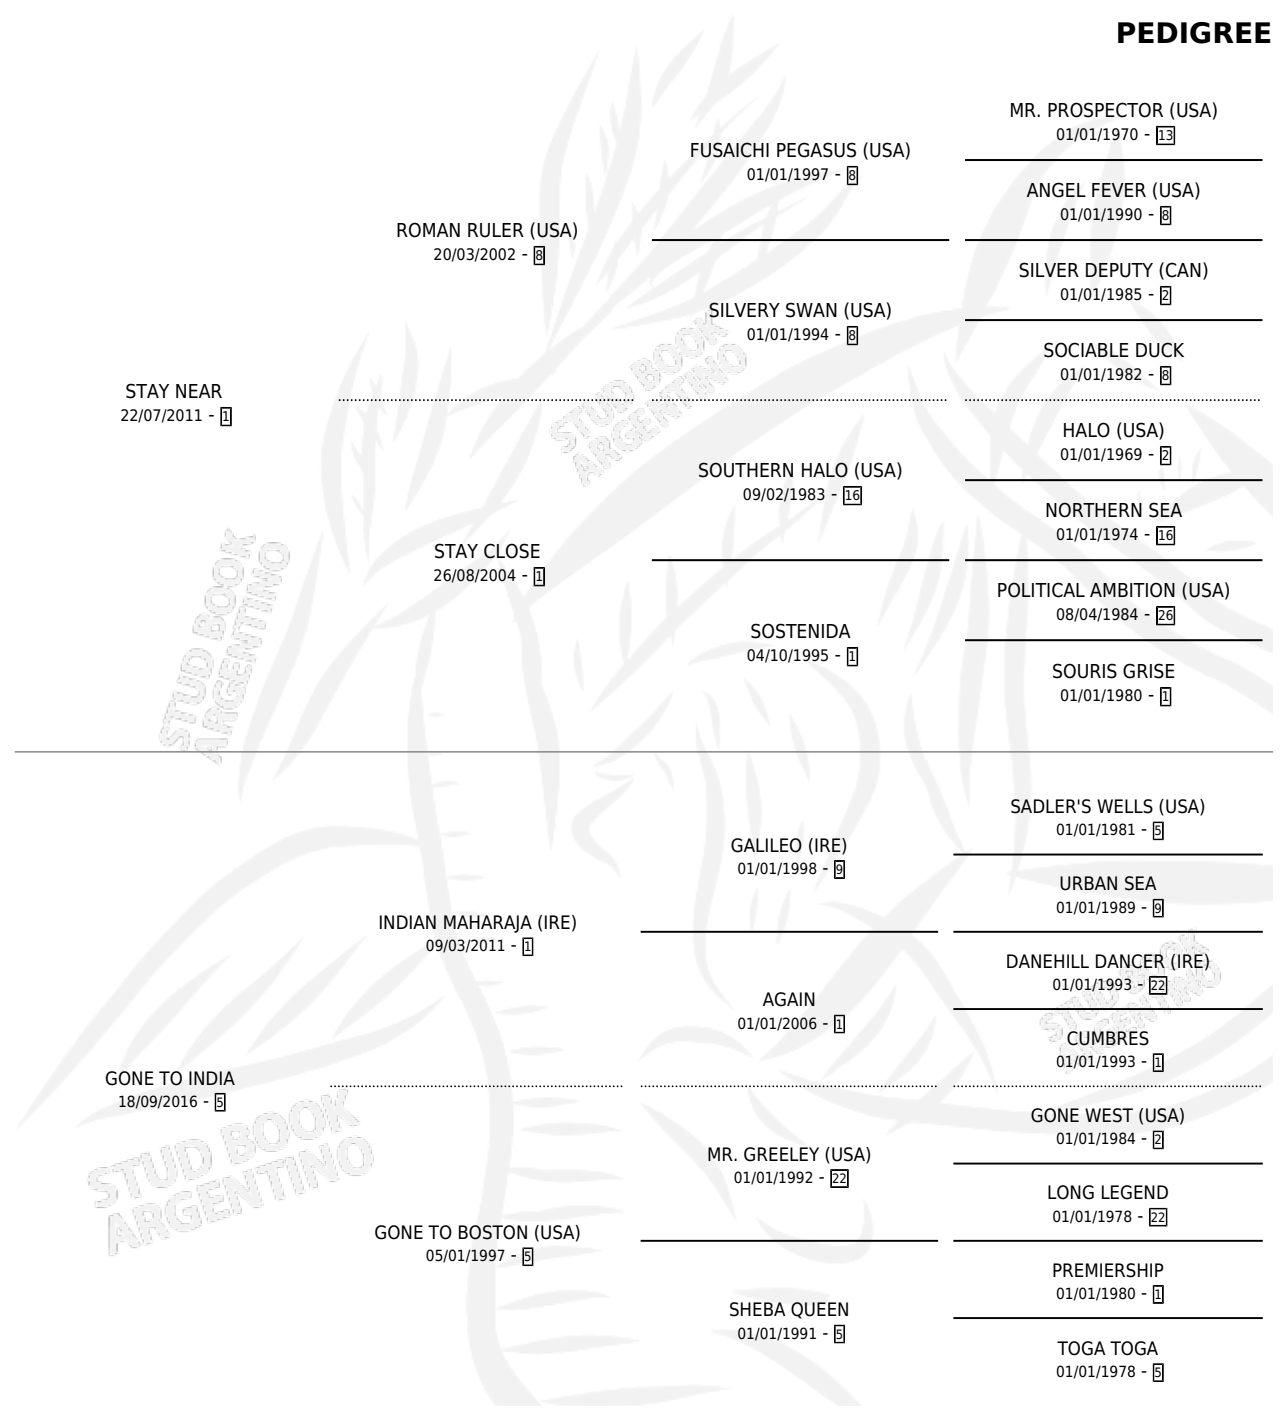 PEDIGREE
MR. PROSPECTOR (USA)
01/01/1970 - 13
FUSAICHI PEGASUS (USA)
01/01/1997 - 8
ANGEL FEVER (USA)
01/01/1990 - 8
ROMAN RULER (USA)
20/03/2002 - 8
SILVER DEPUTY (CAN)
01/01/1985 - 2
SILVERY SWAN (USA)
01/01/1994 - 8
SOCIABLE DUCK
01/01/1982 - 8
STAY NEAR
22/07/2011 - 1
STUD BOOK
ARGENTINO
HALO (USA)
01/01/1969 - 2
SOUTHERN HALO (USA)
09/02/1983 - 16
NORTHERN SEA
01/01/1974 - 16
STAY CLOSE
26/08/2004 - 1
POLITICAL AMBITION (USA)
08/04/1984 - 26
SOSTENIDA
04/10/1995 - 1
SOURIS GRISE
01/01/1980 - 1
STUD BOOK
ARGENTINO
SADLER'S WELLS (USA)
01/01/1981 - 5
GALILEO (IRE)
01/01/1998 - 9
URBAN SEA
01/01/1989 - 9
INDIAN MAHARAJA (IRE)
09/03/2011 - 1
DANEHILL DANCER (IRE)
01/01/1993 - 22
AGAIN
01/01/2006 - 1
STUD BOOK
ARGENTINO
CUMBRES
01/01/1993 - 1
GONE TO INDIA
18/09/2016 - 5
GONE WEST (USA)
01/01/1984 - 2
MR. GREELEY (USA)
01/01/1992 - 22
STUD BOOK
ARGENTINO
LONG LEGEND
01/01/1978 - 22
GONE TO BOSTON (USA)
05/01/1997 - 5
PREMIERSHIP
01/01/1980 - 1
SHEBA QUEEN
01/01/1991 - 5
TOGA TOGA
01/01/1978 - 5